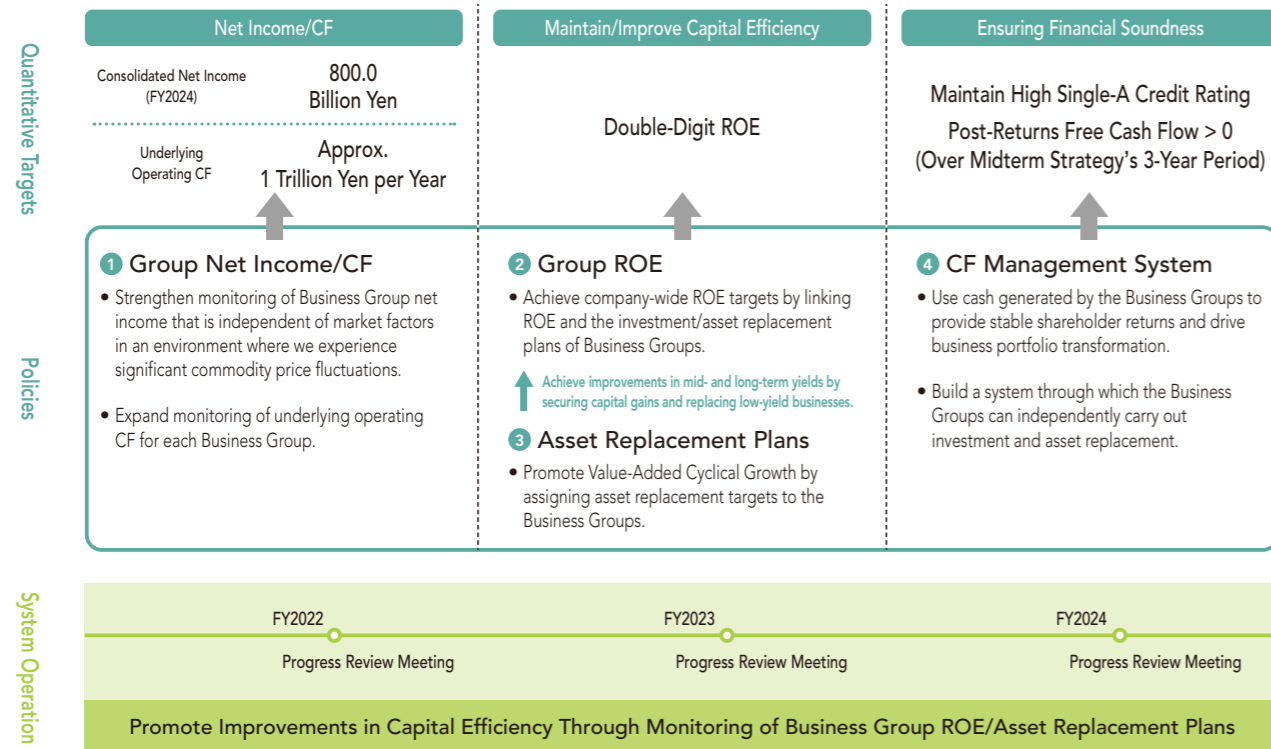 Quantitative Targets
Net Income/CF
Consolidated Net Income
(FY2024)
800.0
Billion Yen
Underlying
Operating CF
Approx.
1 Trillion Yen per Year
Maintain/Improve Capital Efficiency
Double-Digit ROE
Ensuring Financial Soundness
Maintain High Single-A Credit Rating
Post-Returns Free Cash Flow > 0
(Over Midterm Strategy's 3-Year Period)
Policies
1 Group Net Income/CF
• Strengthen monitoring of Business Group net
income that is independent of market factors
in an environment where we experience
significant commodity price fluctuations.
• Expand monitoring of underlying operating
CF for each Business Group.
2 Group ROE
• Achieve company-wide ROE targets by linking
ROE and the investment/asset replacement
plans of Business Groups.
Achieve improvements in mid- and long-term yields by
securing capital gains and replacing low-yield businesses.
3 Asset Replacement Plans
• Promote Value-Added Cyclical Growth by
assigning asset replacement targets to the
Business Groups.
4 CF Management System
• Use cash generated by the Business Groups to
provide stable shareholder returns and drive
business portfolio transformation.
• Build a system through which the Business
Groups can independently carry out
investment and asset replacement.
System Operation
FY2022
Progress Review Meeting
FY2023
Progress Review Meeting
FY2024
Progress Review Meeting
Promote Improvements in Capital Efficiency Through Monitoring of Business Group ROE/Asset Replacement Plans